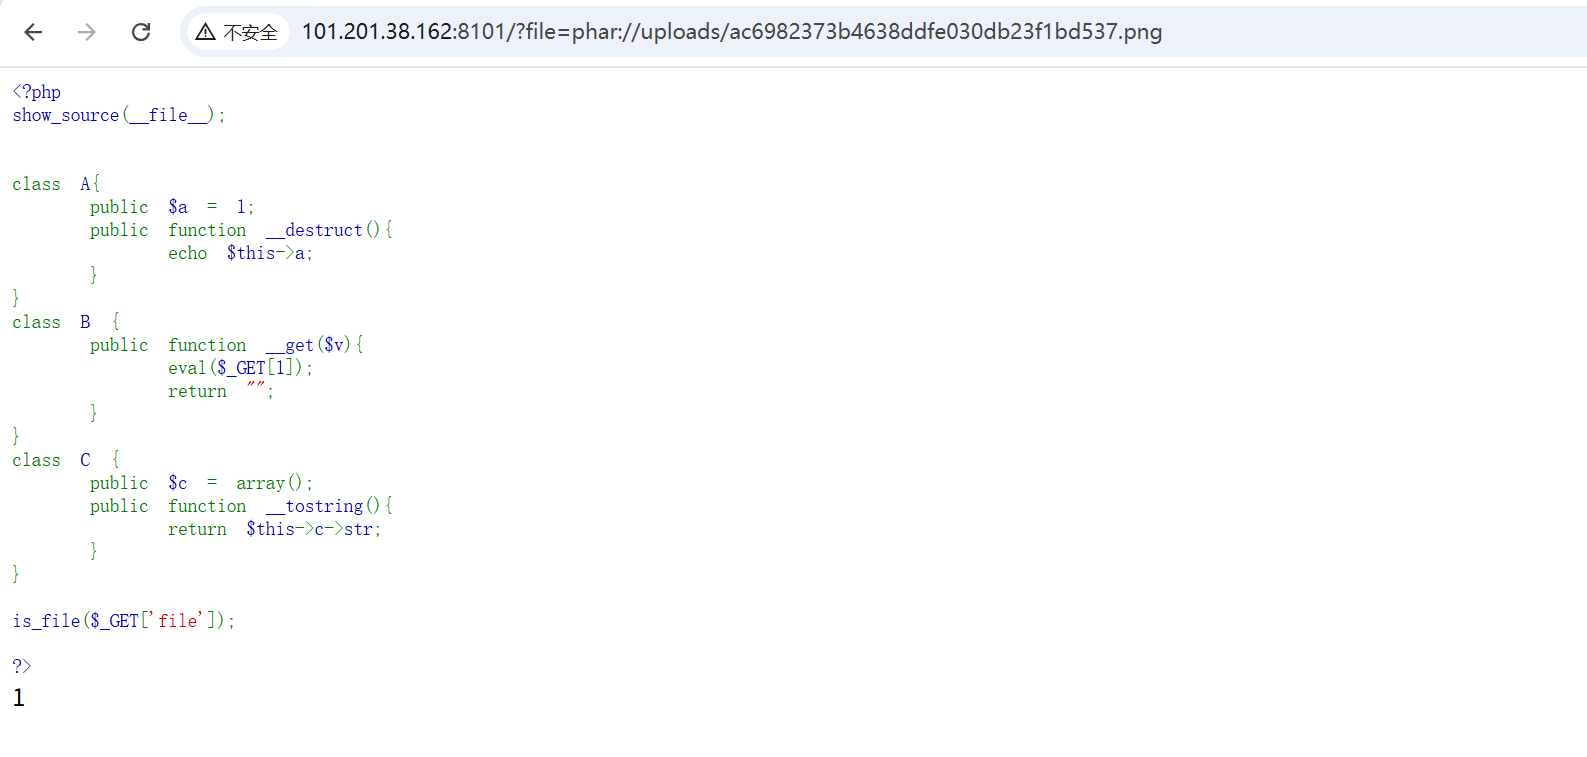 不安全 101.201.38.162:8101/?file=phar://uploads/ac6982373b4638ddfe030db23f1bd537.png
<?php
show_source(__file__);
class A{
public $a = 1;
public function __destruct(){
echo $this->a;
}
}
class B {
public function __get($v){
eval($_GET[1]);
return "";
}
}
class C {
public $c = array();
public function __tostring(){
return $this->c->str;
}
}
is_file($_GET['file']);
?>
1